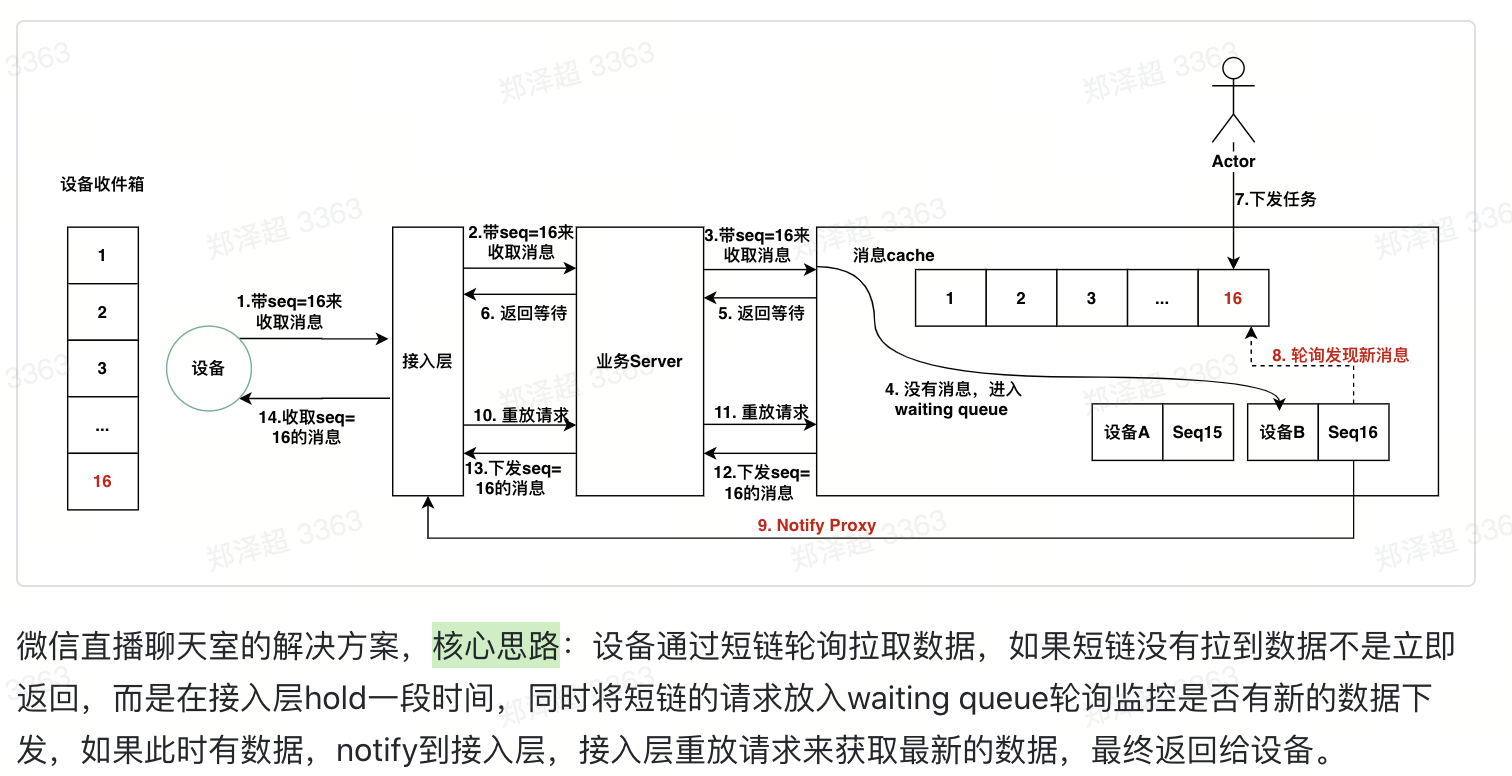 郑泽超 3363
Actor
7.下发任务
设备收件箱
1
2
3
...
16
设备
1.带seq=16来
收取消息
14.收取seq=
16的消息
接入层
2.带seq=16来
收取消息
6. 返回等待
10. 重放请求
13.下发seq=
16的消息
业务Server
3.带seq=16来
收取消息
5. 返回等待
11. 重放请求
12.下发seq=
16的消息
消息cache
1
2
3
...
16
8. 轮询发现新消息
4. 没有消息，进入
waiting queue
设备A
Seq15
设备B
Seq16
9. Notify Proxy
微信直播聊天室的解决方案，核心思路：设备通过短链轮询拉取数据，如果短链没有拉到数据不是立即
返回，而是在接入层hold一段时间，同时将短链的请求放入waiting queue轮询监控是否有新的数据下
发，如果此时有数据，notify到接入层，接入层重放请求来获取最新的数据，最终返回给设备。